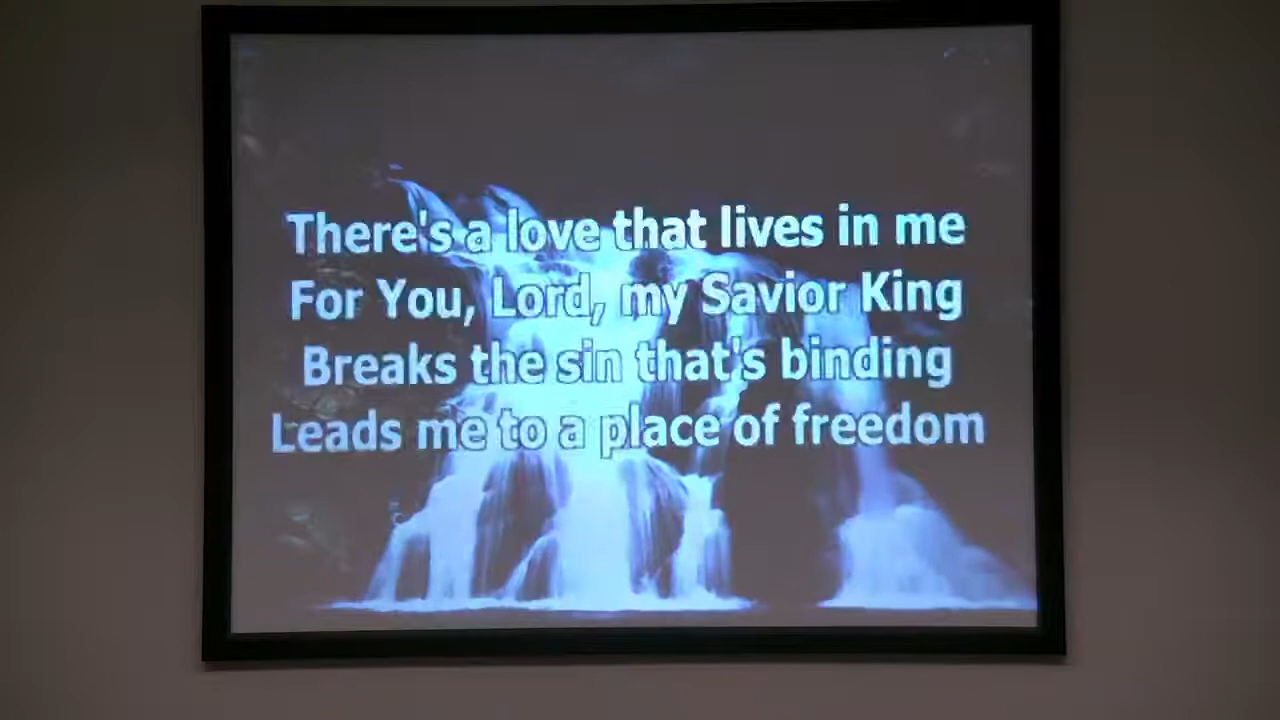 There's a love that lives in me
For You, Lord, my Savior King
Breaks the sin that's binding
Leads me to a place of freedom